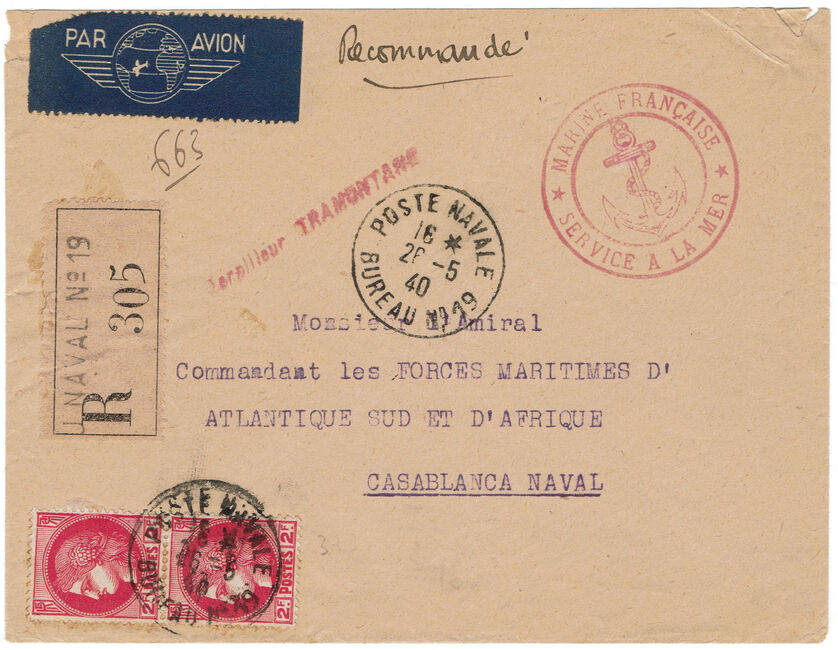 PAR AVION
Recommandé
663
MARINE FRANÇAISE
★ SERVICE A LA MER ★
Torpilleur TRAMONTANE
POSTE NAVALE
16 *
26 -5
40
BUREAU Nº 19
NAVAL Nº 19
R 305
Monsieur l'Amiral
Commandant les FORCES MARITIMES D'
ATLANTIQUE SUD ET D'AFRIQUE
CASABLANCA NAVAL
POSTE NAVALE
2F POSTES 2F